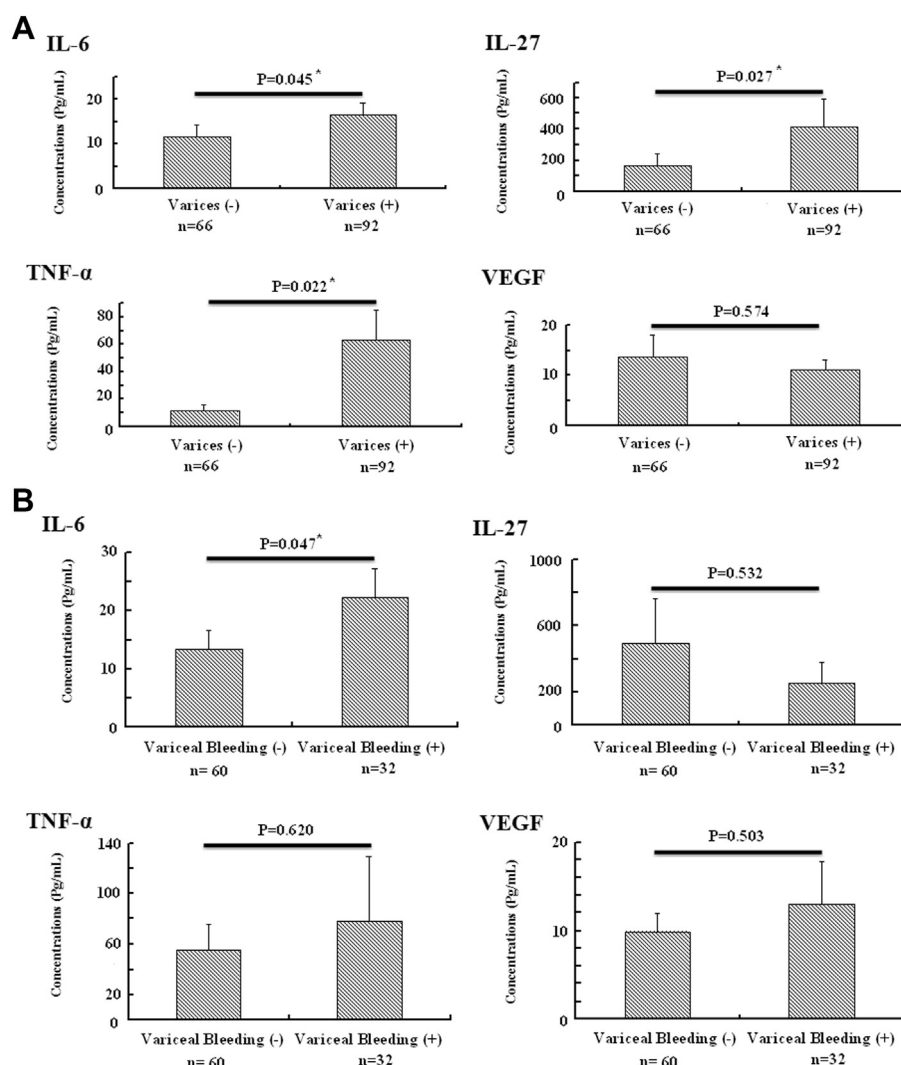 A
IL-6
Concentrations (Pg/mL)
20
10
0
P=0.045*
Varices (-)
Varices (+)
n=66
n=92
IL-27
Concentrations (Pg/mL)
600
400
200
0
P=0.027*
Varices (-)
Varices (+)
n=66
n=92
TNF-α
Concentrations (Pg/mL)
80
60
40
20
0
P=0.022*
Varices (-)
Varices (+)
n=66
n=92
VEGF
Concentrations (Pg/mL)
20
10
0
P=0.574
Varices (-)
Varices (+)
n=66
n=92
B
IL-6
Concentrations (Pg/mL)
30
20
10
0
P=0.047*
Variceal Bleeding (-)
Variceal Bleeding (+)
n= 60
n=32
IL-27
Concentrations (Pg/mL)
1000
600
200
0
P=0.532
Variceal Bleeding (-)
Variceal Bleeding (+)
n=60
n=32
TNF-α
Concentrations (Pg/mL)
140
100
60
20
0
P=0.620
Variceal Bleeding (-)
Variceal Bleeding (+)
n= 60
n=32
VEGF
Concentrations (Pg/mL)
20
10
0
P=0.503
Variceal Bleeding (-)
Variceal Bleeding (+)
n=60
n=32